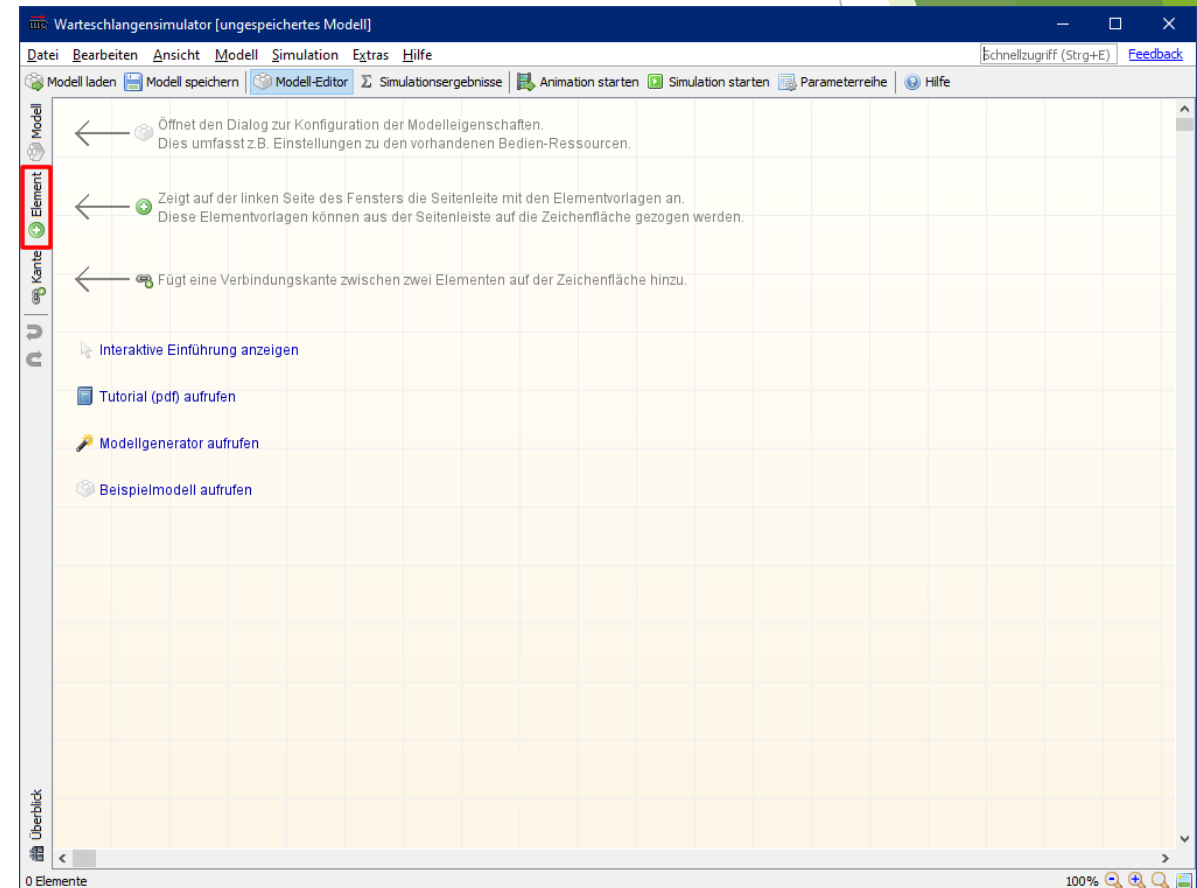 Warteschlangensimulator [ungespeichertes Modell]
Datei Bearbeiten Ansicht Modell Simulation Extras Hilfe Schnellzugriff (Strg+E) Feedback
Modell laden Modell speichern Modell-Editor Σ Simulationsergebnisse Animation starten Simulation starten Parameterreihe Hilfe
Modell
Öffnet den Dialog zur Konfiguration der Modelleigenschaften.
Dies umfasst z.B. Einstellungen zu den vorhandenen Bedien-Ressourcen.
Element
Zeigt auf der linken Seite des Fensters die Seitenleite mit den Elementvorlagen an.
Diese Elementvorlagen können aus der Seitenleiste auf die Zeichenfläche gezogen werden.
Kante
Fügt eine Verbindungskante zwischen zwei Elementen auf der Zeichenfläche hinzu.
Interaktive Einführung anzeigen
Tutorial (pdf) aufrufen
Modellgenerator aufrufen
Beispielmodell aufrufen
Überblick
0 Elemente 100%